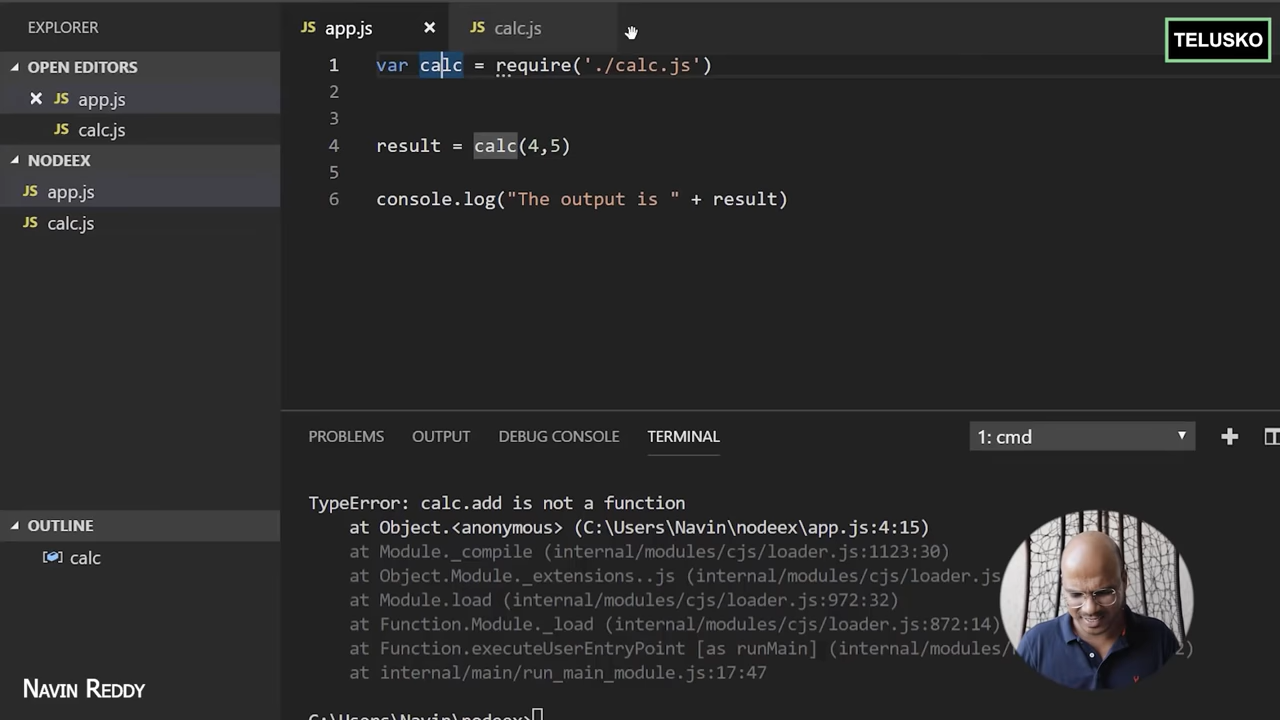 EXPLORER
OPEN EDITORS
JS app.js
JS calc.js
NODEEX
JS app.js
JS calc.js
OUTLINE
calc
JS app.js
JS calc.js
TELUSKO
1 var calc = require('./calc.js')
2
3
4 result = calc(4,5)
5
6 console.log("The output is " + result)
PROBLEMS OUTPUT DEBUG CONSOLE TERMINAL 1: cmd
TypeError: calc.add is not a function
at Object.<anonymous> (C:\Users\Navin\nodeex\app.js:4:15)
at Module._compile (internal/modules/cjs/loader.js:1123:30)
at Object.Module._extensions..js (internal/modules/cjs/loader.js
at Module.load (internal/modules/cjs/loader.js:972:32)
at Function.Module._load (internal/modules/cjs/loader.js:872:14)
at Function.executeUserEntryPoint [as runMain] (internal/modules/
at internal/main/run_main_module.js:17:47
C:\Users\Navin\nodeex>
NAVIN REDDY